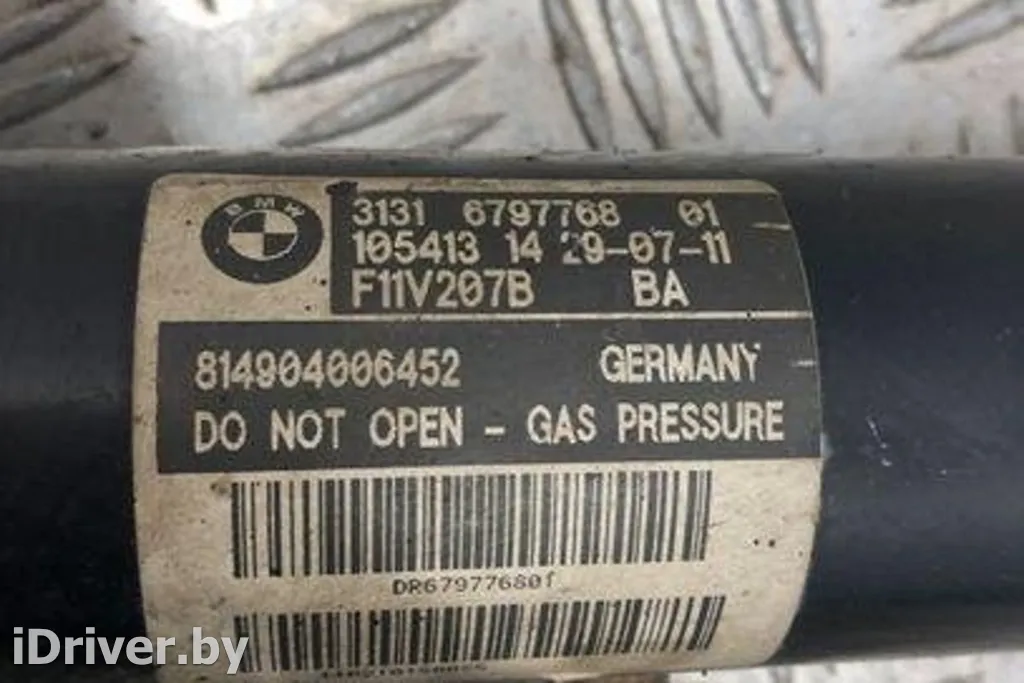 BMW
3131 6797768 01
105413 14 29-07-11
F11V207B BA
814904006452 GERMANY
DO NOT OPEN - GAS PRESSURE
DR679776801
iDriver.by